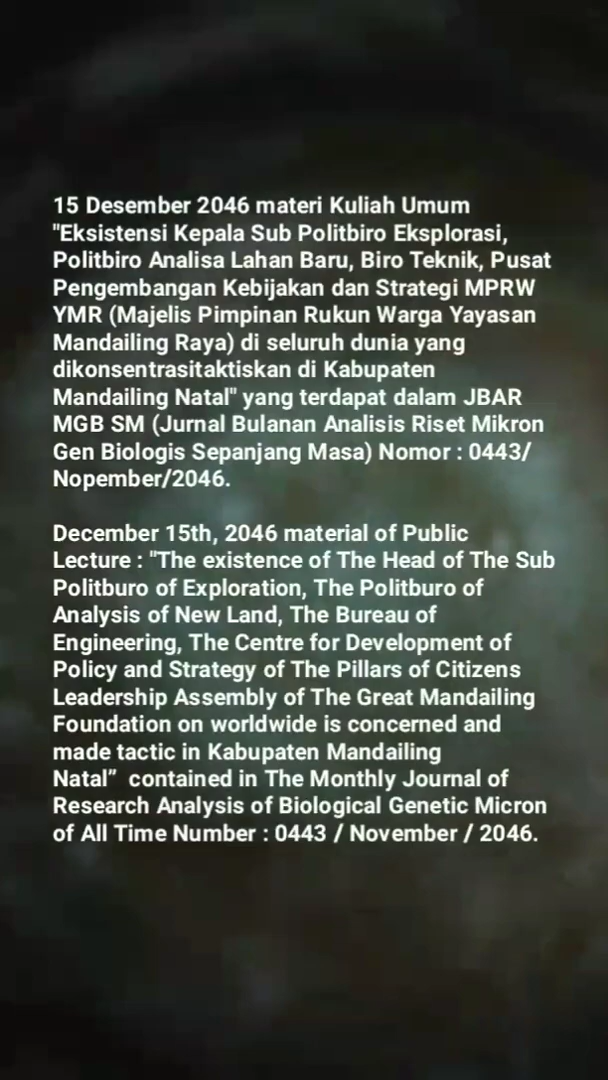 15 Desember 2046 materi Kuliah Umum
"Eksistensi Kepala Sub Politbiro Eksplorasi,
Politbiro Analisa Lahan Baru, Biro Teknik, Pusat
Pengembangan Kebijakan dan Strategi MPRW
YMR (Majelis Pimpinan Rukun Warga Yayasan
Mandailing Raya) di seluruh dunia yang
dikonsentrasitaktiskan di Kabupaten
Mandailing Natal" yang terdapat dalam JBAR
MGB SM (Jurnal Bulanan Analisis Riset Mikron
Gen Biologis Sepanjang Masa) Nomor : 0443/
Nopember/2046.
December 15th, 2046 material of Public
Lecture : "The existence of The Head of The Sub
Politburo of Exploration, The Politburo of
Analysis of New Land, The Bureau of
Engineering, The Centre for Development of
Policy and Strategy of The Pillars of Citizens
Leadership Assembly of The Great Mandailing
Foundation on worldwide is concerned and
made tactic in Kabupaten Mandailing
Natal” contained in The Monthly Journal of
Research Analysis of Biological Genetic Micron
of All Time Number : 0443 / November / 2046.